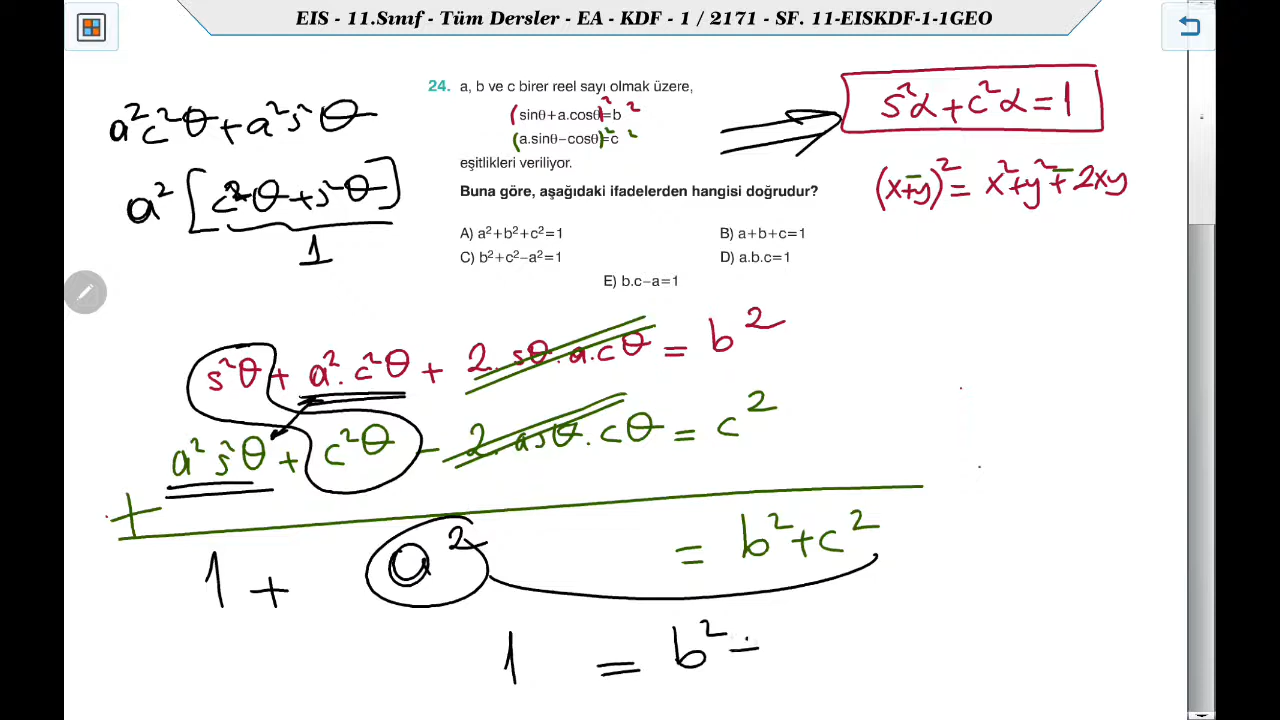 EIS - 11.Sınıf - Tüm Dersler - EA - KDF - 1 / 2171 - SF. 11-EISKDF-1-1GEO
24. a, b ve c birer reel sayı olmak üzere,
(sinθ+a.cosθ)²=b²
(a.sinθ−cosθ)²=c²
eşitlikleri veriliyor.
Buna göre, aşağıdaki ifadelerden hangisi doğrudur?
A) a²+b²+c²=1 B) a+b+c=1
C) b²+c²−a²=1 D) a.b.c=1
E) b.c−a=1
a²c²θ+a²s²θ
a²[c²θ+s²θ]
1
s²α+c²α=1
(x±y)²=x²+y²±2xy
s²θ + a².c²θ + 2.sθ.a.cθ = b²
a²s²θ + c²θ − 2.asθ.cθ = c²
+
1 + a² = b²+c²
1 = b²